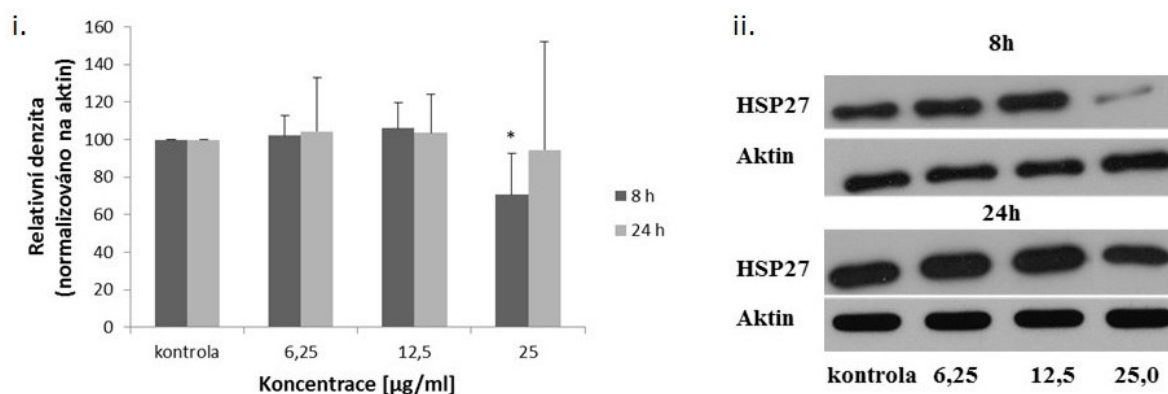 i.
160
140
120
100
80
60
40
20
0
Relativní denzita
(normalizováno na aktin)
*
8 h
24 h
kontrola 6,25 12,5 25
Koncentrace [µg/ml]
ii.
8h
HSP27
Aktin
24h
HSP27
Aktin
kontrola 6,25 12,5 25,0